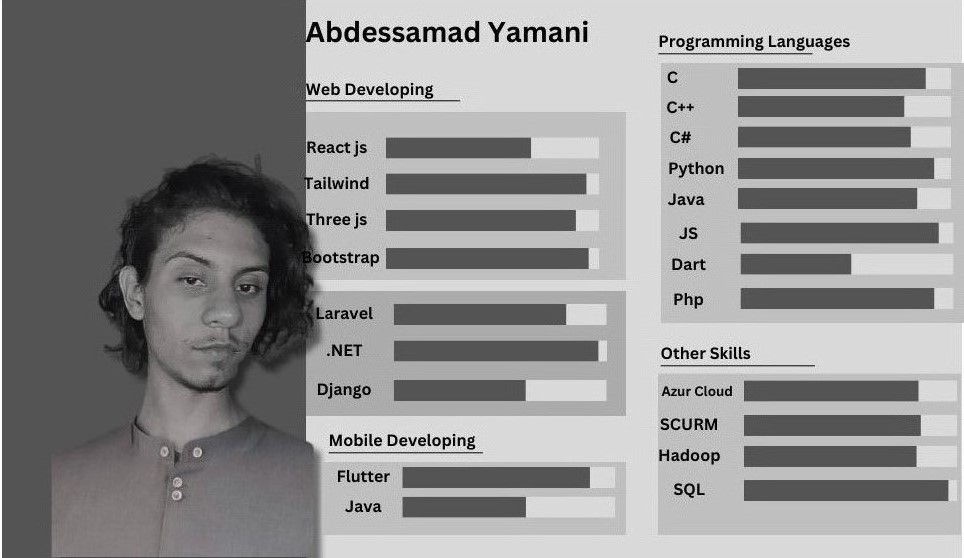 Abdessamad Yamani
Web Developing
React js
Tailwind
Three js
Bootstrap
Laravel
.NET
Django
Mobile Developing
Flutter
Java
Programming Languages
C
C++
C#
Python
Java
JS
Dart
Php
Other Skills
Azur Cloud
SCURM
Hadoop
SQL